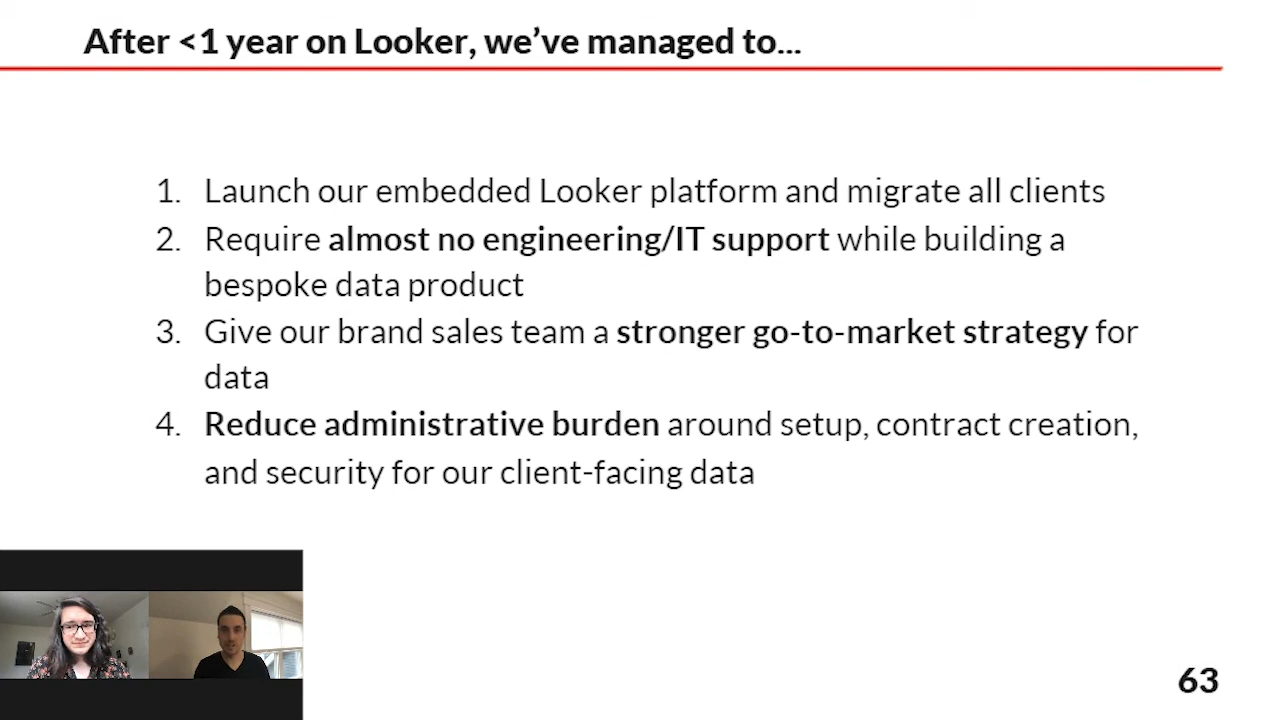 After <1 year on Looker, we’ve managed to...
1. Launch our embedded Looker platform and migrate all clients
2. Require almost no engineering/IT support while building a
bespoke data product
3. Give our brand sales team a stronger go-to-market strategy for
data
4. Reduce administrative burden around setup, contract creation,
and security for our client-facing data
63